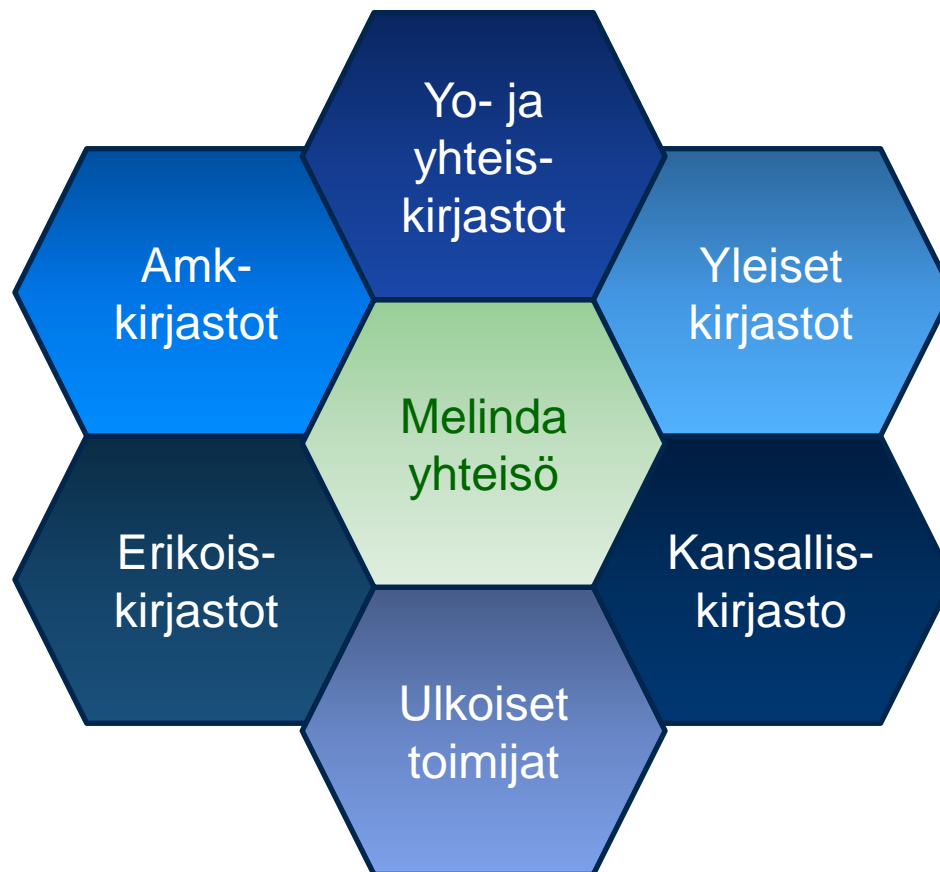 Yo- ja
yhteis-
kirjastot
Amk-
kirjastot
Yleiset
kirjastot
Melinda
yhteisö
Erikois-
kirjastot
Kansallis-
kirjasto
Ulkoiset
toimijat